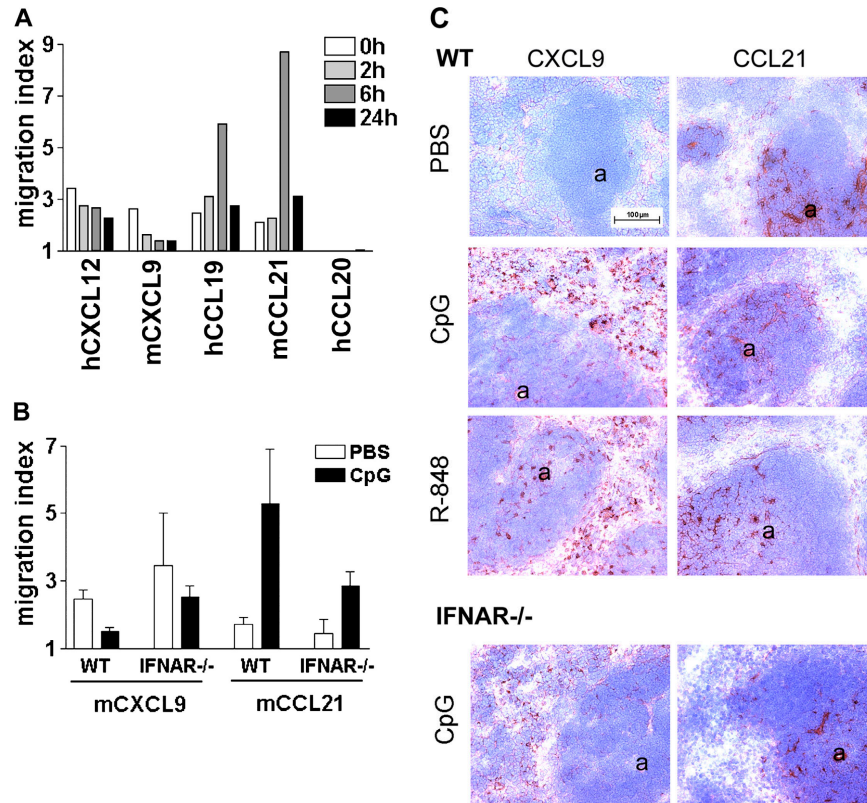 A
migration index
9
7
5
3
1
0h
2h
6h
24h
hCXCL12
mCXCL9
hCCL19
mCCL21
hCCL20
B
migration index
7
5
3
1
PBS
CpG
WT
IFNAR-/-
WT
IFNAR-/-
mCXCL9
mCCL21
C
WT
CXCL9
CCL21
PBS
a
100µm
a
CpG
a
a
R-848
a
a
IFNAR-/-
CpG
a
a